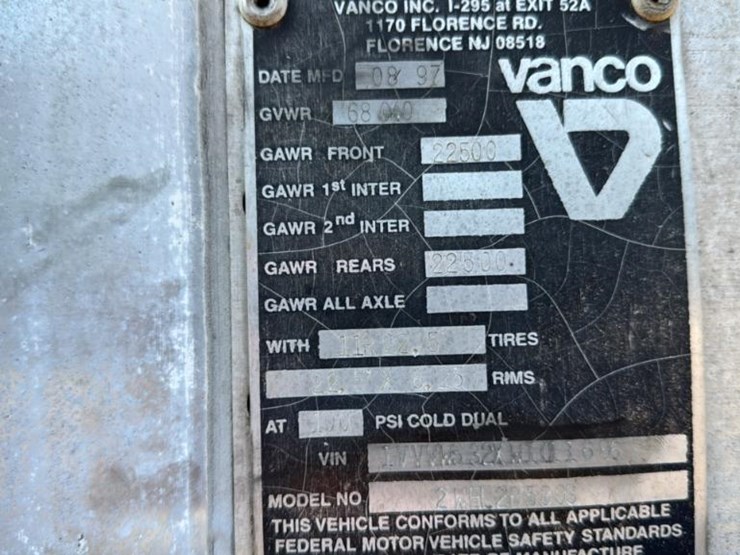 VANCO INC. I-295 at EXIT 52A
1170 FLORENCE RD.
FLORENCE NJ 08518
DATE MFD 08 97
vanco
GVWR
GAWR FRONT 22500
GAWR 1st INTER
GAWR 2nd INTER
GAWR REARS 22500
GAWR ALL AXLE
WITH TIRES
RIMS
AT PSI COLD DUAL
VIN
MODEL NO
THIS VEHICLE CONFORMS TO ALL APPLICABLE
FEDERAL MOTOR VEHICLE SAFETY STANDARDS
MANUFACTURE